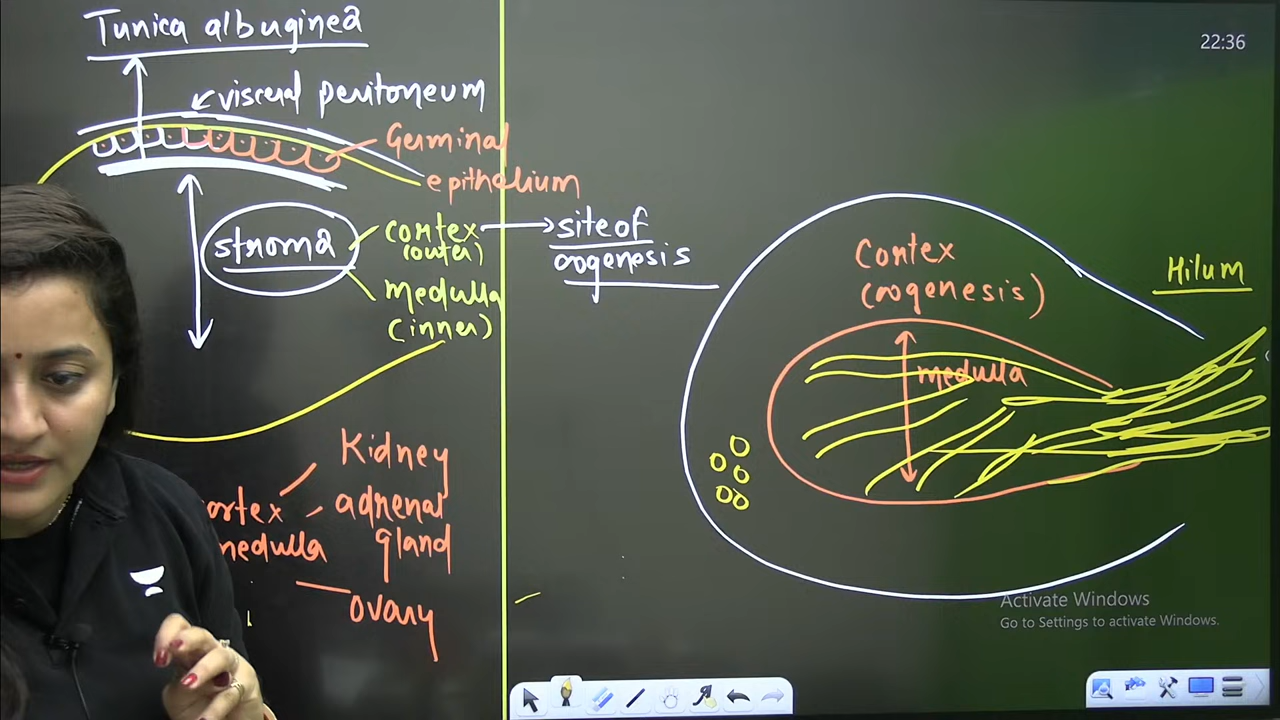 Tunica albuginea
visceral peritoneum
Germinal
epithelium
stroma
cortex
(outer)
medulla
(inner)
site of
oogenesis
Kidney
ortex
adrenal
medulla
gland
ovary
22:36
Cortex
(oogenesis)
Hilum
medulla
Activate Windows
Go to Settings to activate Windows.